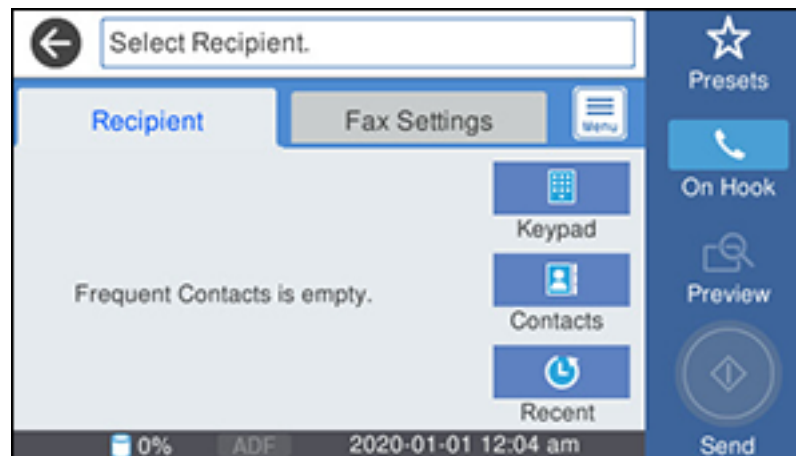 Select Recipient.
Presets
Recipient
Fax Settings
Menu
On Hook
Keypad
Frequent Contacts is empty.
Preview
Contacts
Recent
0%
ADF
2020-01-01 12:04 am
Send